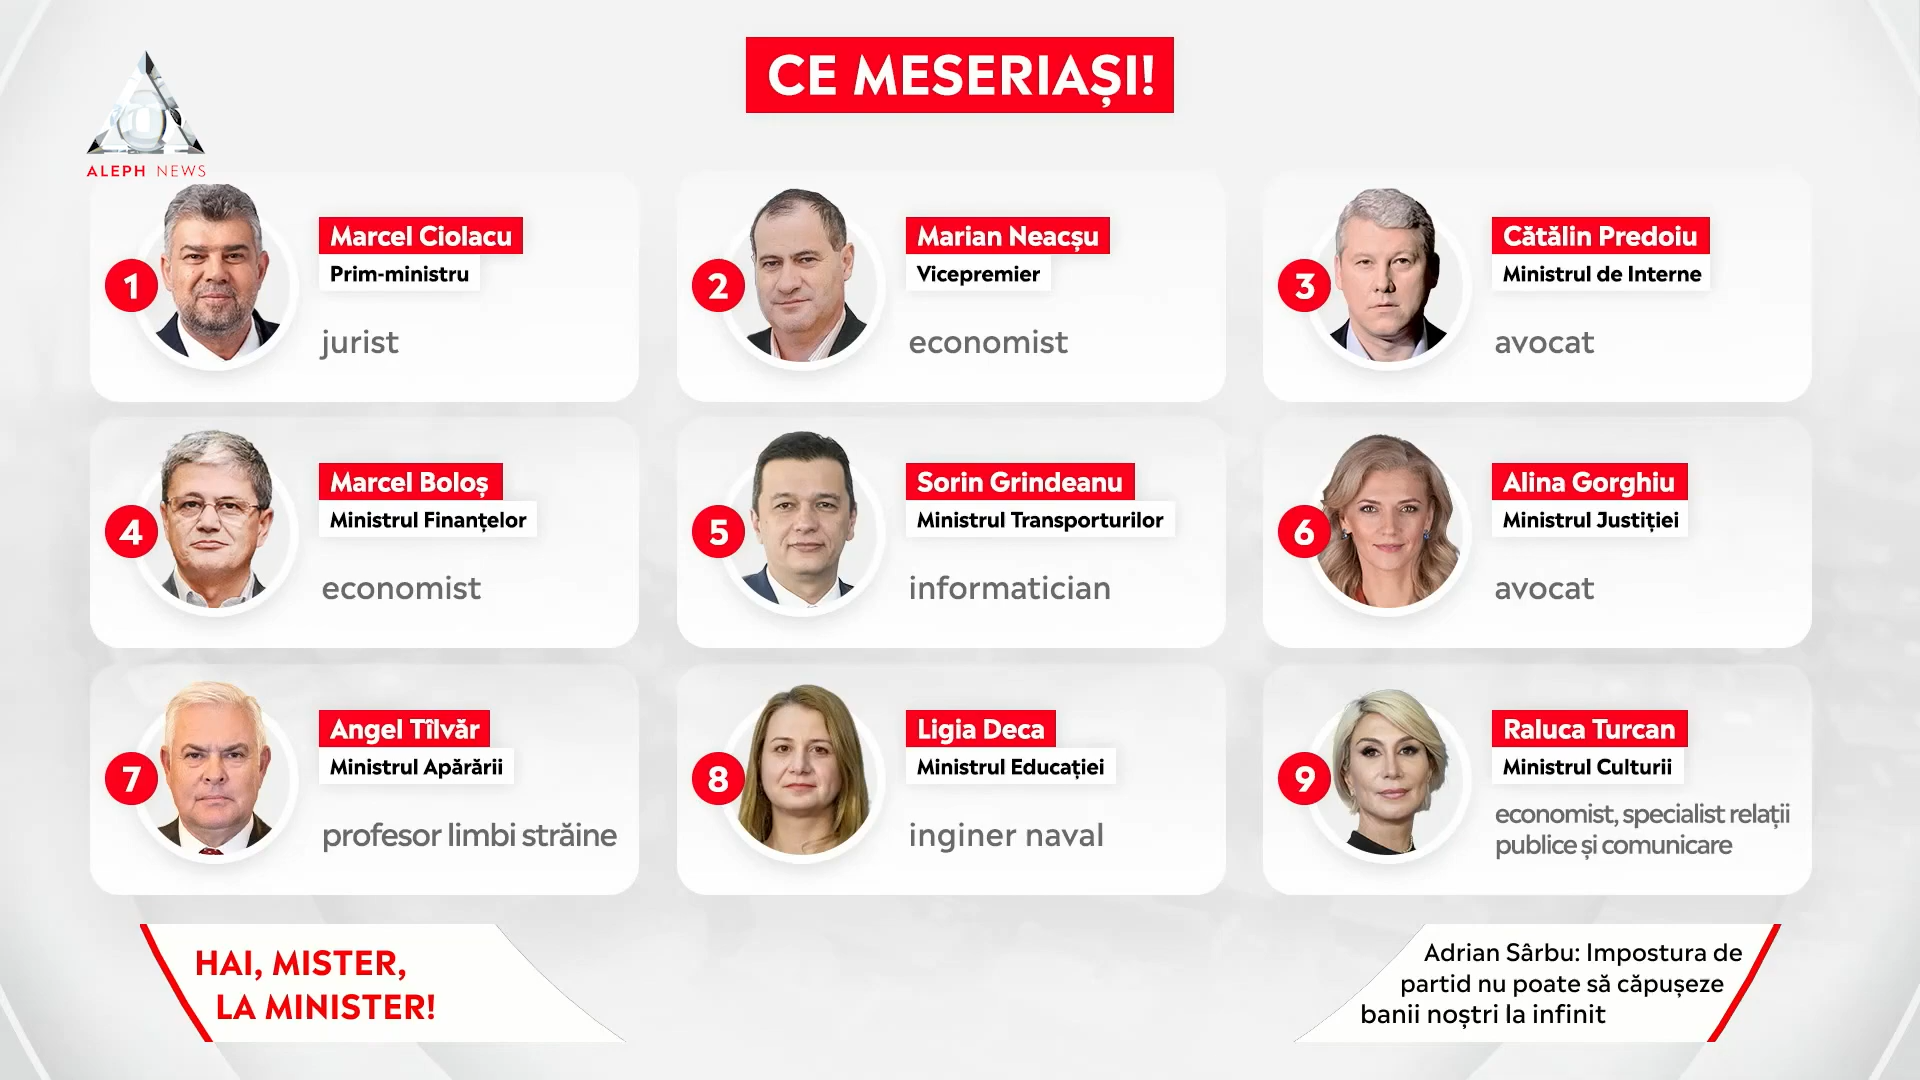 CE MESERIAȘI!
ALEPH NEWS
1
Marcel Ciolacu
Prim-ministru
jurist
2
Marian Neacșu
Vicepremier
economist
3
Cătălin Predoiu
Ministrul de Interne
avocat
4
Marcel Boloș
Ministrul Finanțelor
economist
5
Sorin Grindeanu
Ministrul Transporturilor
informatician
6
Alina Gorghiu
Ministrul Justiției
avocat
7
Angel Tîlvăr
Ministrul Apărării
profesor limbi străine
8
Ligia Deca
Ministrul Educației
inginer naval
9
Raluca Turcan
Ministrul Culturii
economist, specialist relații
publice și comunicare
HAI, MISTER,
LA MINISTER!
Adrian Sârbu: Impostura de
partid nu poate să căpușeze
banii noștri la infinit